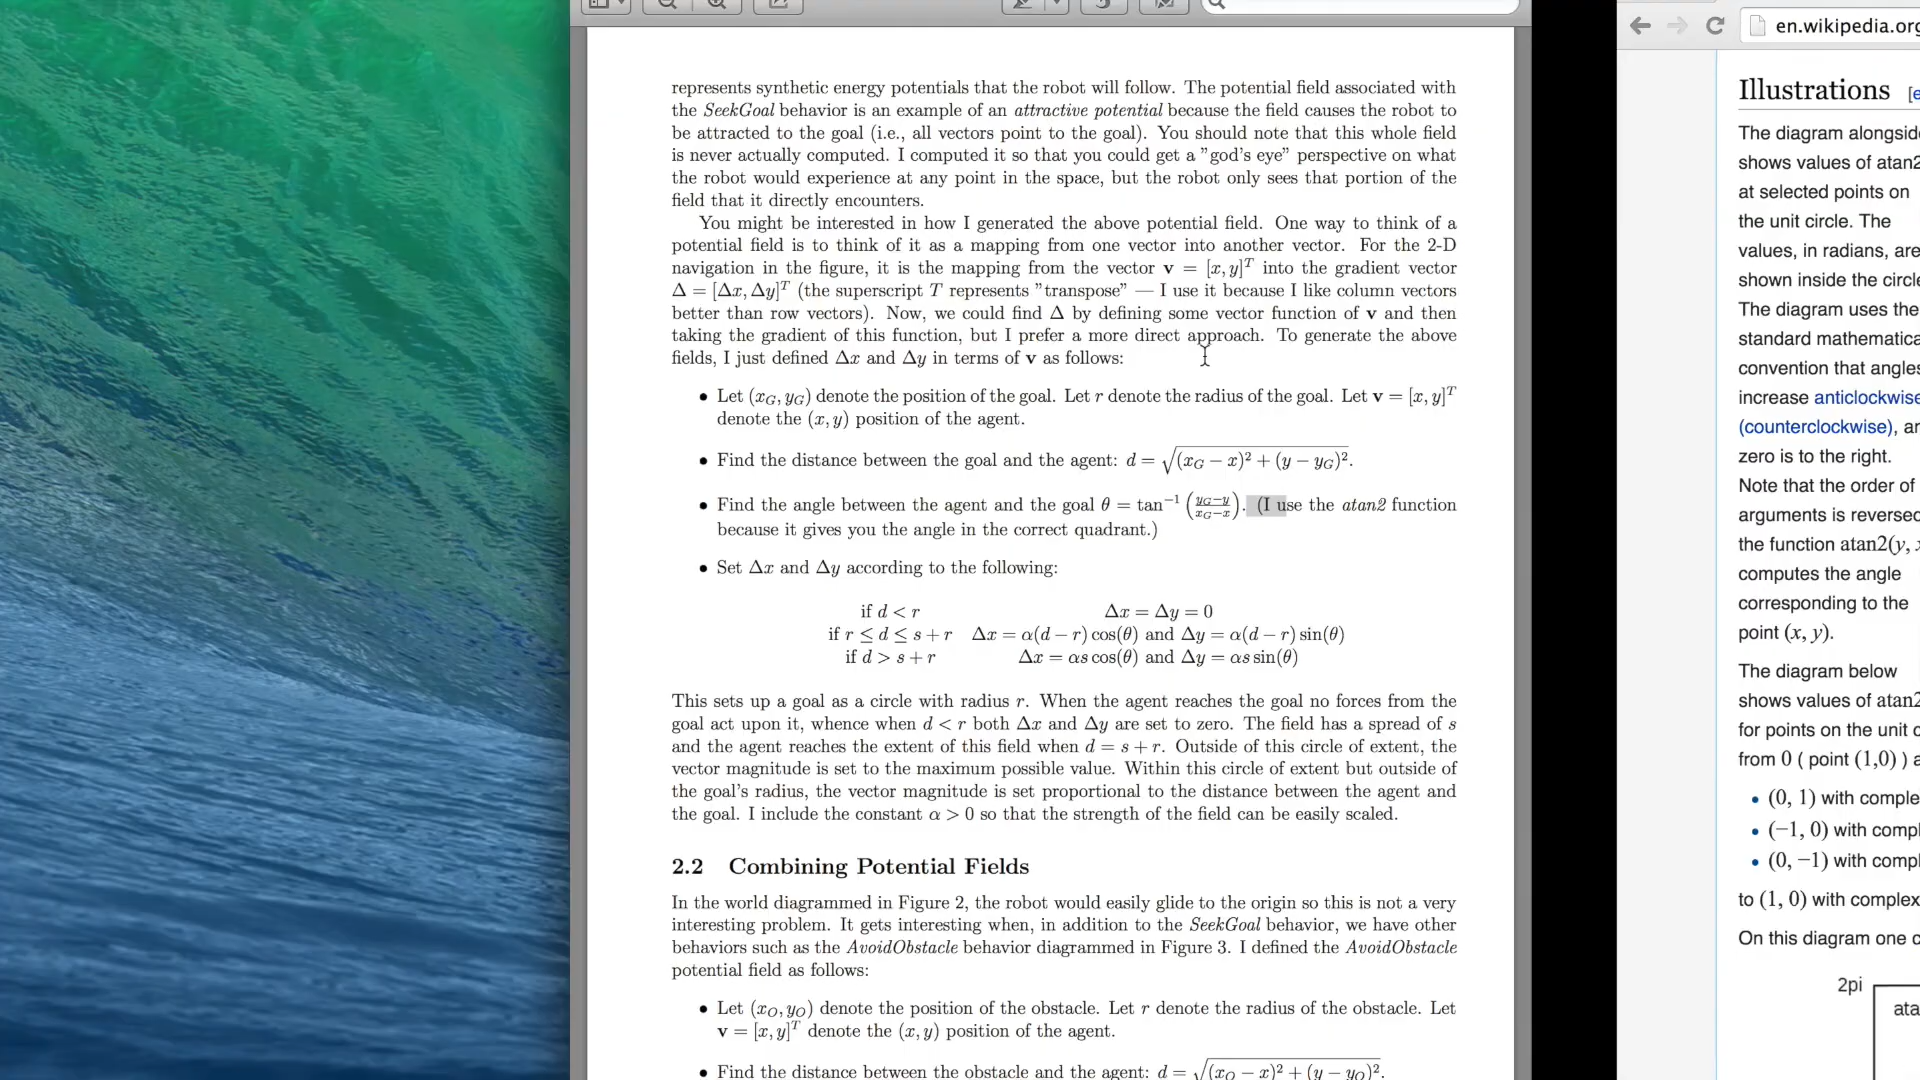 represents synthetic energy potentials that the robot will follow. The potential field associated with
the SeekGoal behavior is an example of an attractive potential because the field causes the robot to
be attracted to the goal (i.e., all vectors point to the goal). You should note that this whole field
is never actually computed. I computed it so that you could get a ”god’s eye” perspective on what
the robot would experience at any point in the space, but the robot only sees that portion of the
field that it directly encounters.
You might be interested in how I generated the above potential field. One way to think of a
potential field is to think of it as a mapping from one vector into another vector. For the 2-D
navigation in the figure, it is the mapping from the vector v = [x, y]ᵀ into the gradient vector
Δ = [Δx, Δy]ᵀ (the superscript T represents ”transpose” — I use it because I like column vectors
better than row vectors). Now, we could find Δ by defining some vector function of v and then
taking the gradient of this function, but I prefer a more direct approach. To generate the above
fields, I just defined Δx and Δy in terms of v as follows:
• Let (x_G, y_G) denote the position of the goal. Let r denote the radius of the goal. Let v = [x, y]ᵀ
denote the (x, y) position of the agent.
• Find the distance between the goal and the agent: d = √((x_G − x)² + (y − y_G)²).
• Find the angle between the agent and the goal θ = tan⁻¹ ((y_G−y)/(x_G−x)). (I use the atan2 function
because it gives you the angle in the correct quadrant.)
• Set Δx and Δy according to the following:
if d < r Δx = Δy = 0
if r ≤ d ≤ s + r Δx = α(d − r) cos(θ) and Δy = α(d − r) sin(θ)
if d > s + r Δx = αs cos(θ) and Δy = αs sin(θ)
This sets up a goal as a circle with radius r. When the agent reaches the goal no forces from the
goal act upon it, whence when d < r both Δx and Δy are set to zero. The field has a spread of s
and the agent reaches the extent of this field when d = s + r. Outside of this circle of extent, the
vector magnitude is set to the maximum possible value. Within this circle of extent but outside of
the goal’s radius, the vector magnitude is set proportional to the distance between the agent and
the goal. I include the constant α > 0 so that the strength of the field can be easily scaled.
2.2 Combining Potential Fields
In the world diagrammed in Figure 2, the robot would easily glide to the origin so this is not a very
interesting problem. It gets interesting when, in addition to the SeekGoal behavior, we have other
behaviors such as the AvoidObstacle behavior diagrammed in Figure 3. I defined the AvoidObstacle
potential field as follows:
• Let (x_O, y_O) denote the position of the obstacle. Let r denote the radius of the obstacle. Let
v = [x, y]ᵀ denote the (x, y) position of the agent.
• Find the distance between the obstacle and the agent: d = √((x_O − x)² + (y − y_O)².
en.wikipedia.org
Illustrations [e
The diagram alongside
shows values of atan2
at selected points on
the unit circle. The
values, in radians, are
shown inside the circle
The diagram uses the
standard mathematica
convention that angles
increase anticlockwise
(counterclockwise), an
zero is to the right.
Note that the order of
arguments is reversed
the function atan2(y, x
computes the angle
corresponding to the
point (x, y).
The diagram below
shows values of atan2
for points on the unit c
from 0 ( point (1,0) ) a
• (0, 1) with comple
• (−1, 0) with compl
• (0, −1) with compl
to (1, 0) with complex
On this diagram one c
2pi
ata